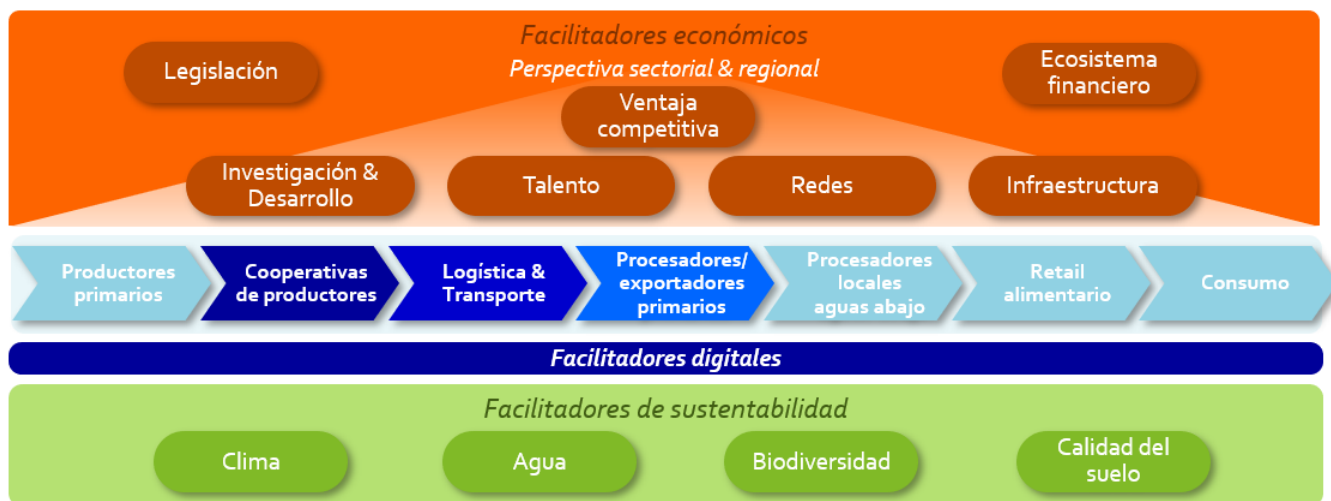 Facilitadores económicos
Perspectiva sectorial & regional
Legislación
Ecosistema
financiero
Ventaja
competitiva
Investigación &
Desarrollo
Talento
Redes
Infraestructura
Productores
primarios
Cooperativas
de productores
Logística &
Transporte
Procesadores/
exportadores
primarios
Procesadores
locales
aguas abajo
Retail
alimentario
Consumo
Facilitadores digitales
Facilitadores de sustentabilidad
Clima
Agua
Biodiversidad
Calidad del
suelo